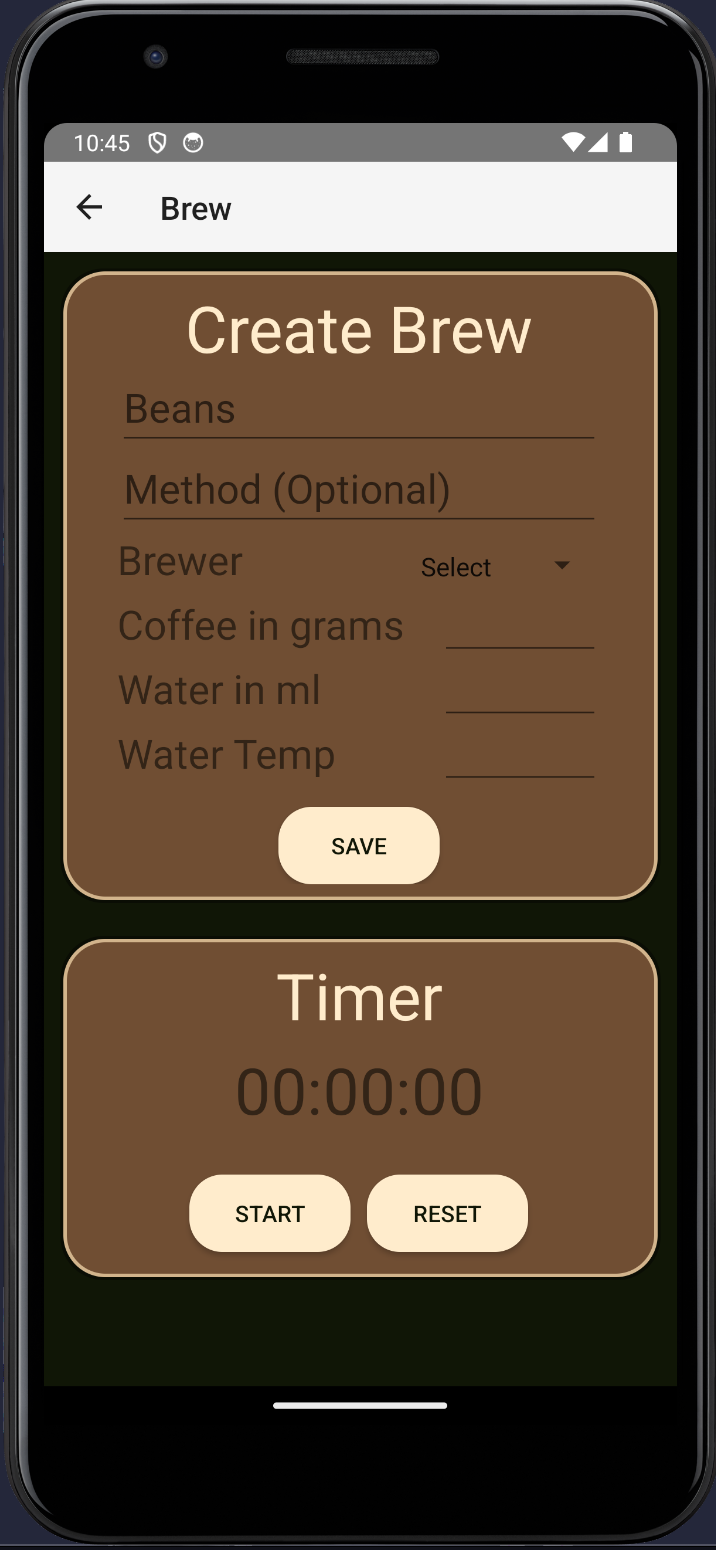 10:45
Brew
Create Brew
Beans
Method (Optional)
Brewer Select
Coffee in grams
Water in ml
Water Temp
SAVE
Timer
00:00:00
START RESET